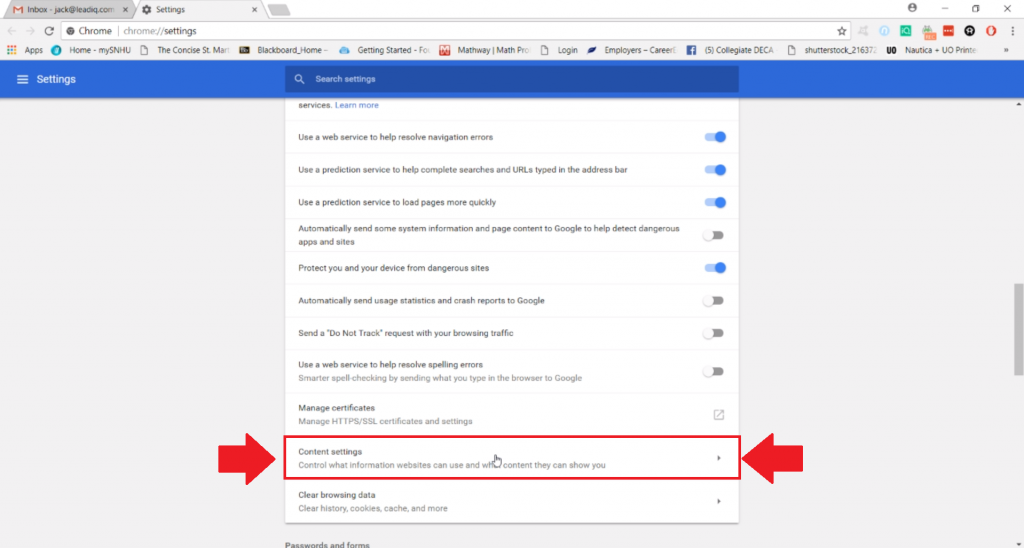 Inbox - jack@leadiq.com
Settings
Chrome | chrome://settings
Apps
Home - mySNHU
The Concise St. Mar
Bb
Blackboard_Home –
Getting Started - Fo
Mathway | Math Pro
Login
Employers – Career
(5) Collegiate DECA
shutterstock_216372
UO
Nautica + UO Printe
»
Settings
Search settings
services. Learn more
Use a web service to help resolve navigation errors
Use a prediction service to help complete searches and URLs typed in the address bar
Use a prediction service to load pages more quickly
Automatically send some system information and page content to Google to help detect dangerous
apps and sites
Protect you and your device from dangerous sites
Automatically send usage statistics and crash reports to Google
Send a "Do Not Track" request with your browsing traffic
Use a web service to help resolve spelling errors
Smarter spell-checking by sending what you type in the browser to Google
Manage certificates
Manage HTTPS/SSL certificates and settings
Content settings
Control what information websites can use and what content they can show you
Clear browsing data
Clear history, cookies, cache, and more
Passwords and forms